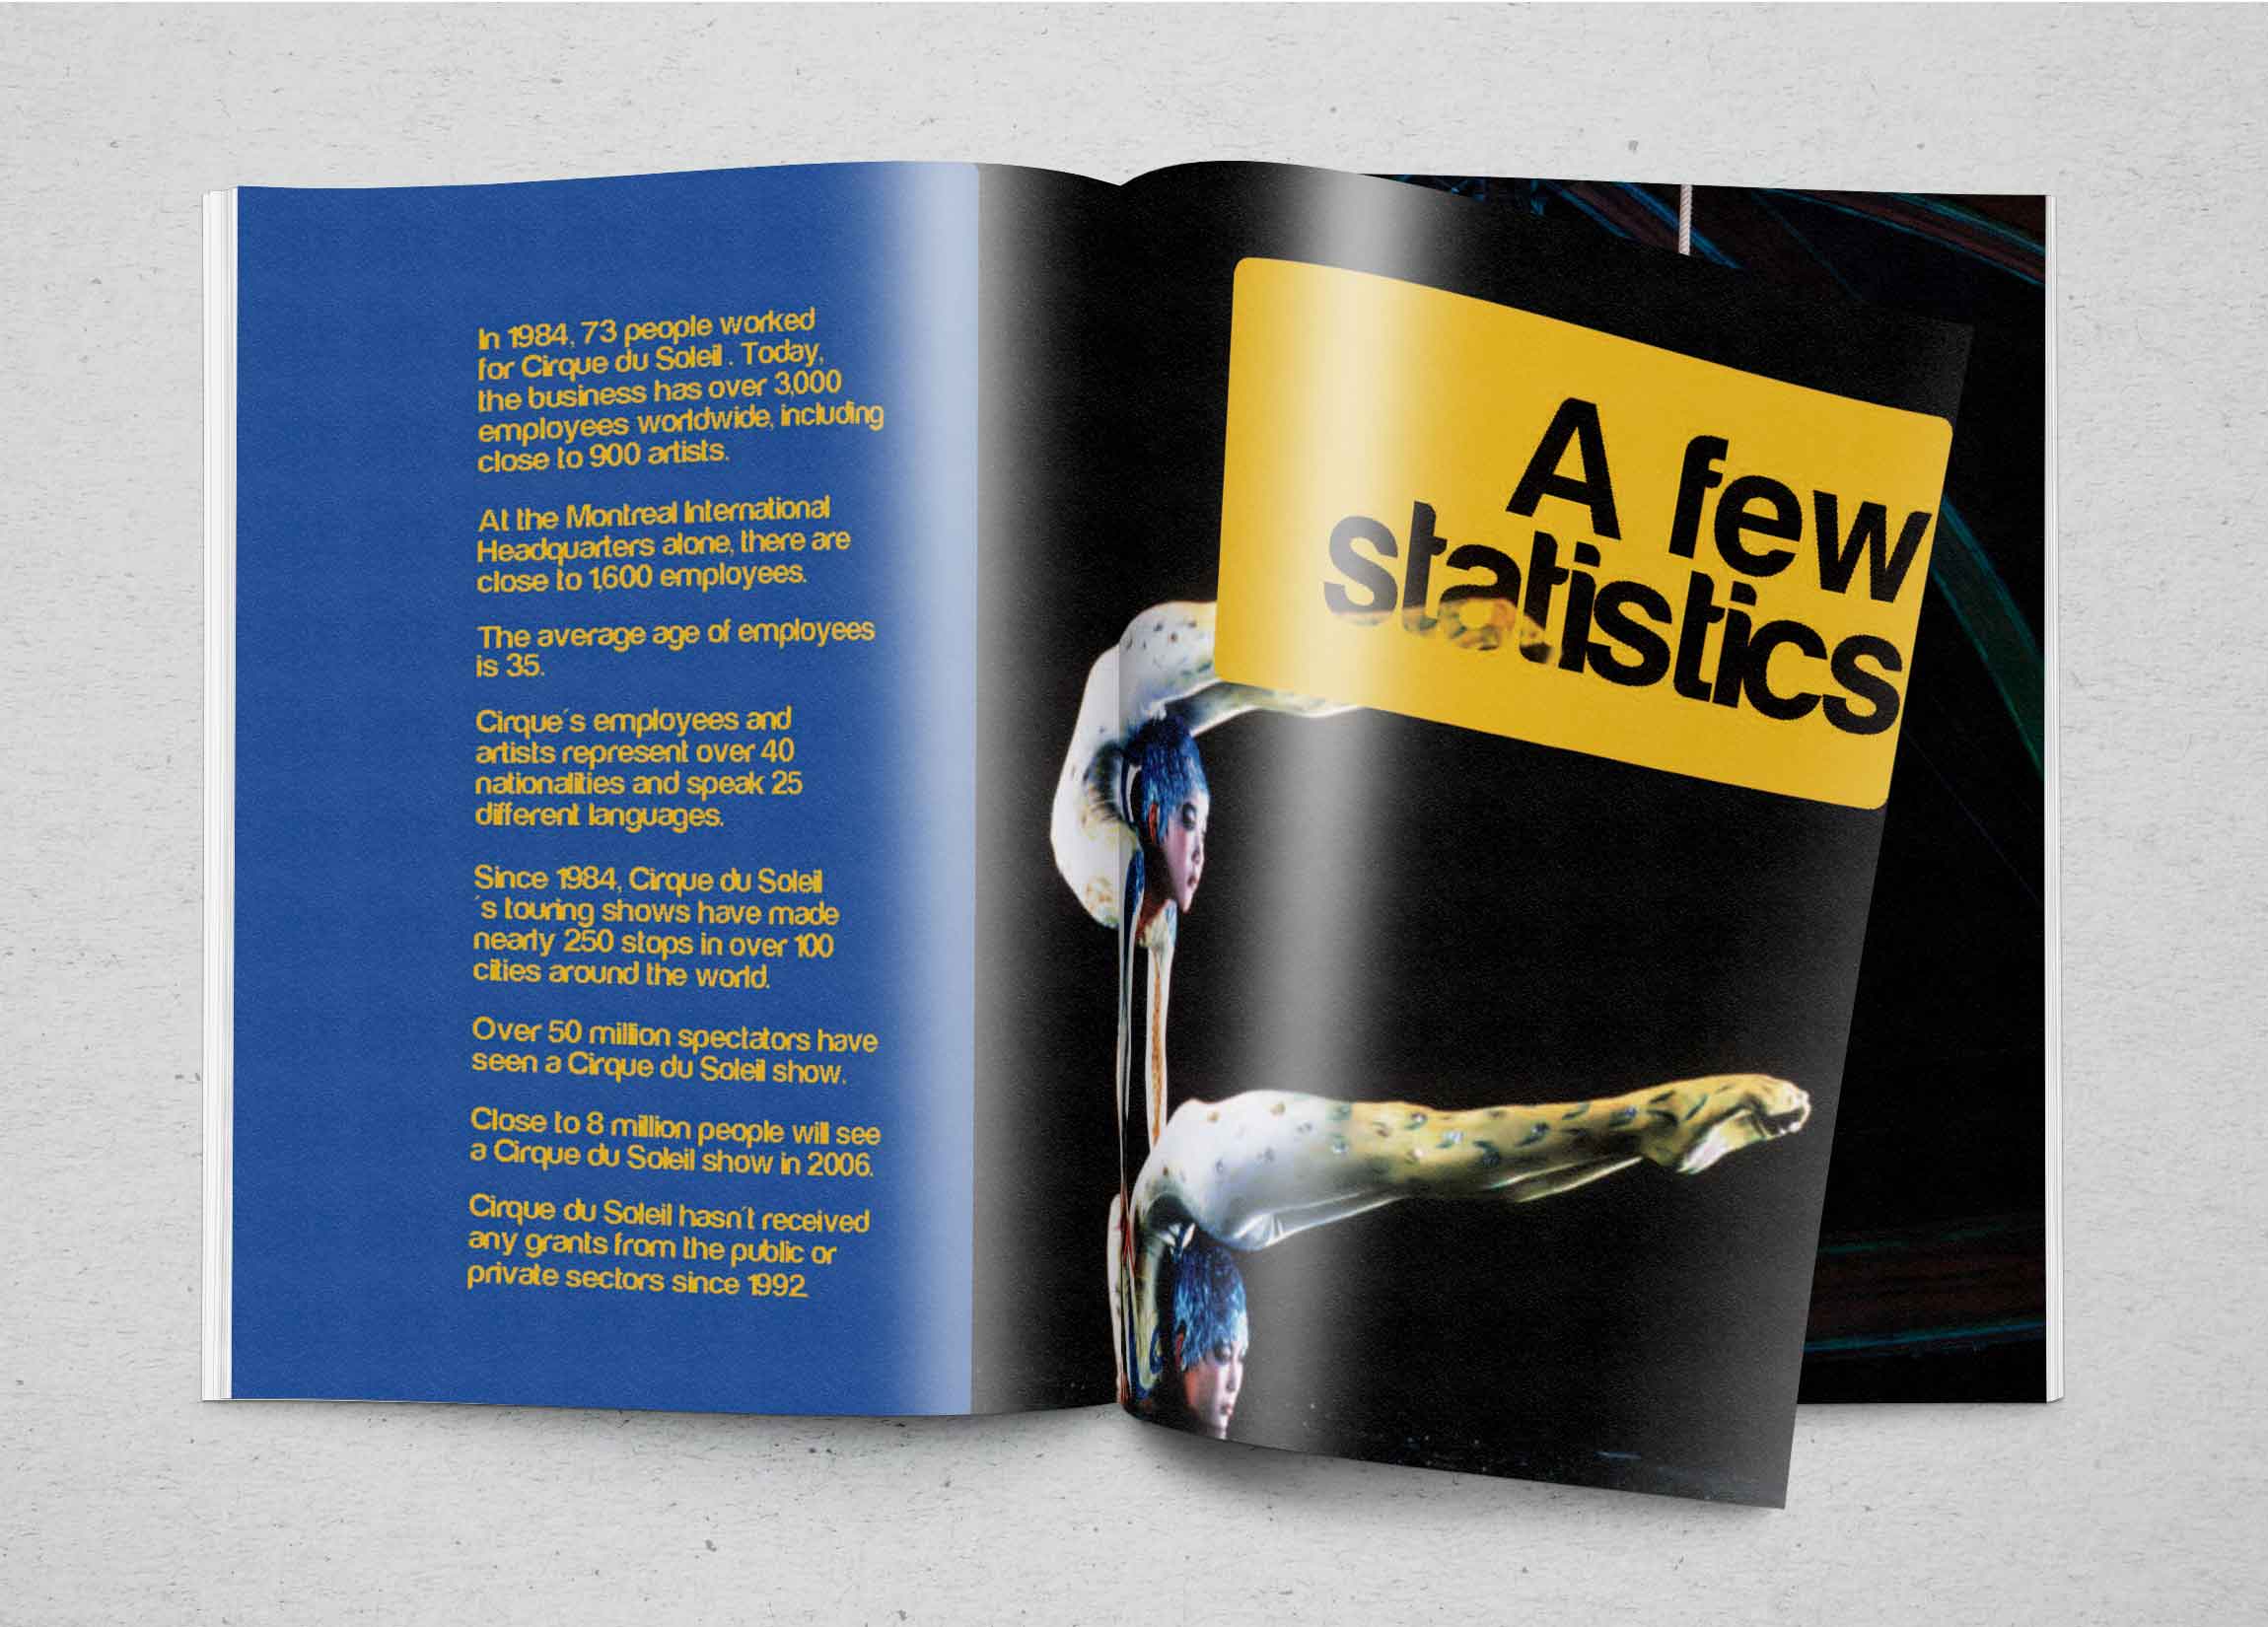 In 1984, 73 people worked
for Cirque du Soleil . Today,
the business has over 3,000
employees worldwide, including
close to 900 artists.
At the Montreal International
Headquarters alone, there are
close to 1,600 employees.
The average age of employees
is 35.
Cirque´s employees and
artists represent over 40
nationalities and speak 25
different languages.
Since 1984, Cirque du Soleil
´s touring shows have made
nearly 250 stops in over 100
cities around the world.
Over 50 million spectators have
seen a Cirque du Soleil show.
Close to 8 million people will see
a Cirque du Soleil show in 2006.
Cirque du Soleil hasn´t received
any grants from the public or
private sectors since 1992.
A few
statistics